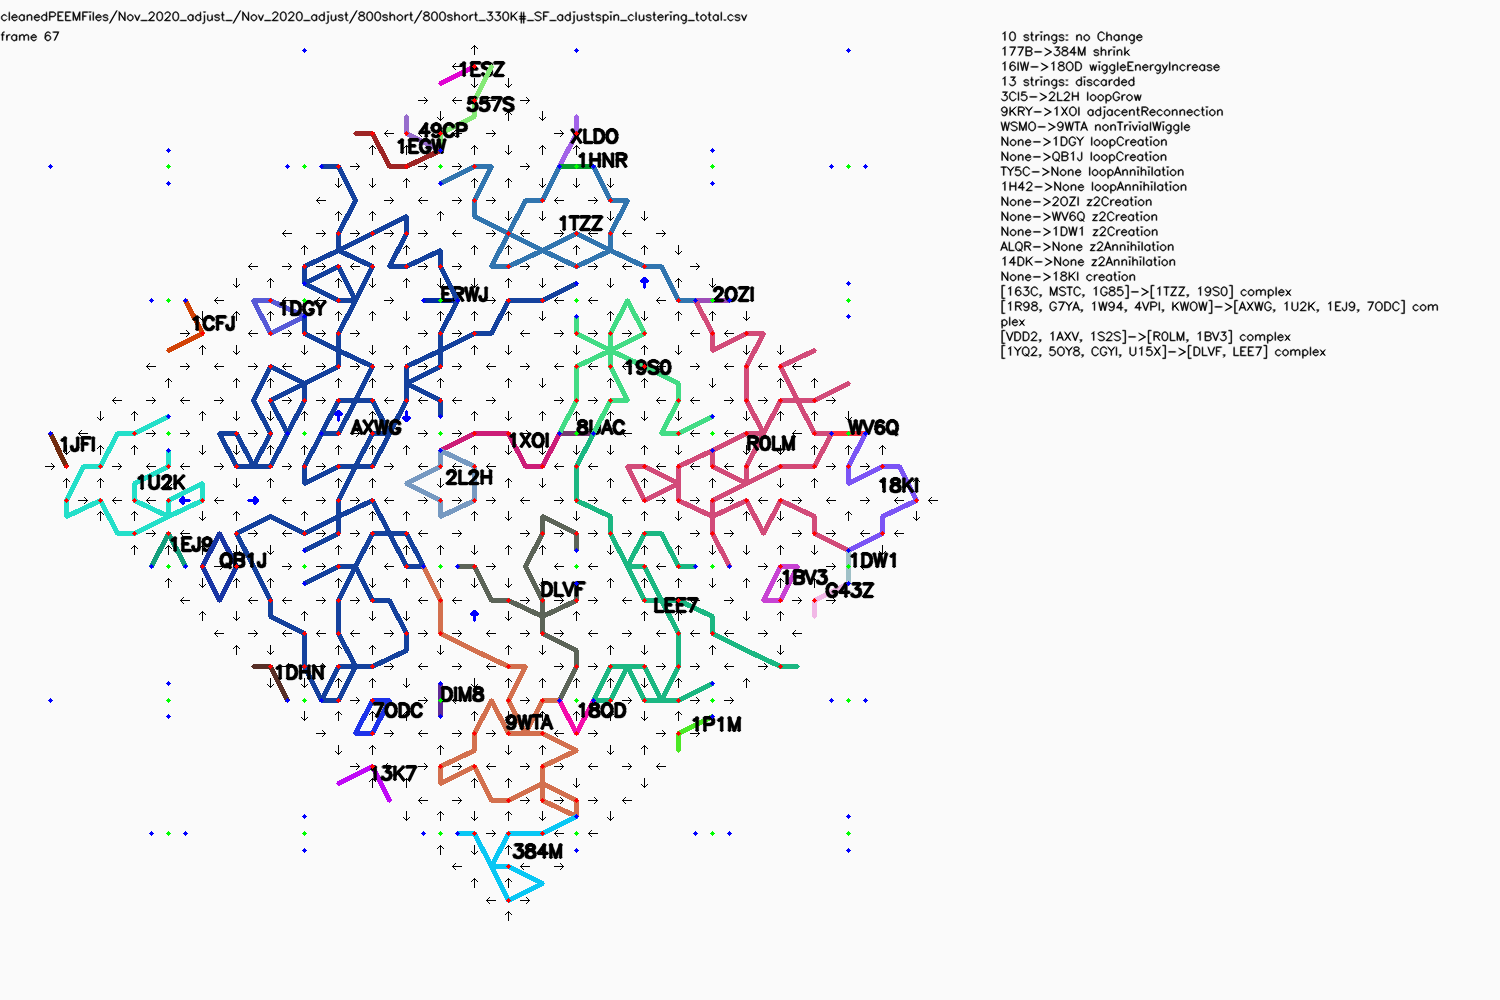 cleanedPEEMFiles/Nov_2020_adjust_/Nov_2020_adjust/800short/800short_330K#_SF_adjustspin_clustering_total.csv
frame 67
10 strings: no Change
177B->384M shrink
16IW->18OD wiggleEnergyIncrease
13 strings: discarded
3CI5->2L2H loopGrow
9KRY->1XOI adjacentReconnection
WSMO->9WTA nonTrivialWiggle
None->1DGY loopCreation
None->QB1J loopCreation
TY5C->None loopAnnihilation
1H42->None loopAnnihilation
None->2OZI z2Creation
None->WV6Q z2Creation
None->1DW1 z2Creation
ALQR->None z2Annihilation
14DK->None z2Annihilation
None->18KI creation
[163C, MSTC, 1G85]->[1TZZ, 19S0] complex
[1R98, G7YA, 1W94, 4VPI, KWOW]->[AXWG, 1U2K, 1EJ9, 7ODC] com
plex
[VDD2, 1AXV, 1S2S]->[ROLM, 1BV3] complex
[1YQ2, 5OY8, CGYI, U15X]->[DLVF, LEE7] complex
1ESZ
557S
49CP
1EGW
XLDO
1HNR
1TZZ
ERWJ
2OZI
1DGY
1CFJ
19S0
AXWG
8UAC
WV6Q
1JFI
1XOI
ROLM
2L2H
1U2K
18KI
1EJ9
QB1J
1DW1
1BV3
DLVF
G43Z
LEE7
1DHN
DIM8
7ODC
18OD
9WTA
1P1M
13K7
384M